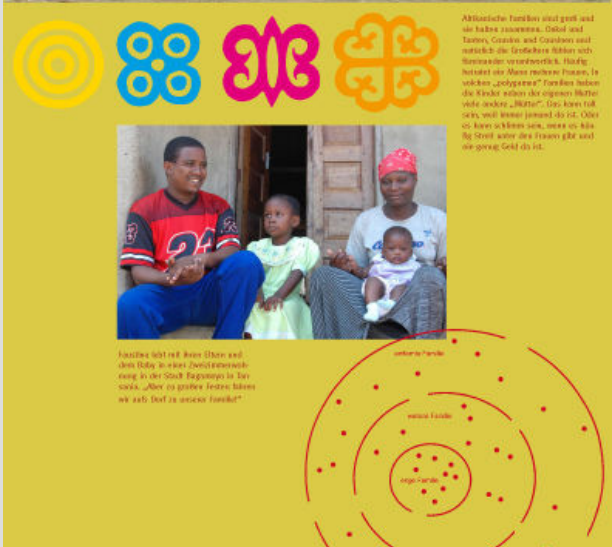 Afrikanische Familien sind groß und
sie halten zusammen. Onkel und
Tanten, Cousins und Cousinen und
natürlich die Großeltern fühlen sich
füreinander verantwortlich. Häufig
heiratet ein Mann mehrere Frauen. In
solchen „polygamen" Familien haben
die Kinder neben der eigenen Mutter
viele andere „Mütter". Das kann toll
sein, weil immer jemand da ist. Oder
es kann schlimm sein, wenn es häu-
fig Streit unter den Frauen gibt und
nie genug Geld da ist.
23
Faustina lebt mit ihren Eltern und
dem Baby in einer Zweizimmerwoh-
nung in der Stadt Bagamoyo in Tan-
sania. „Aber zu großen Festen fahren
wir aufs Dorf zu unserer Familie!"
entfernte Familie
weitere Familie
enge Familie